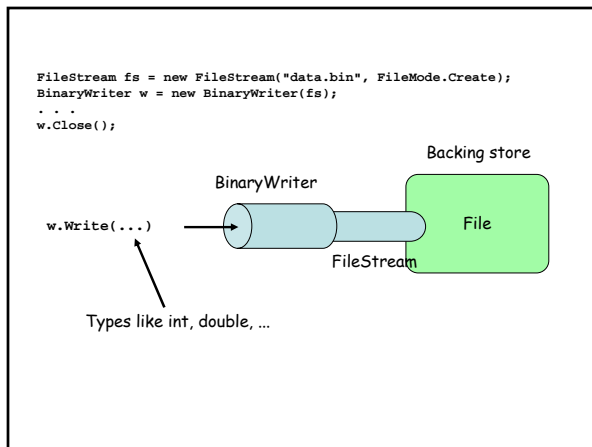 FileStream fs = new FileStream("data.bin", FileMode.Create);
BinaryWriter w = new BinaryWriter(fs);
. . .
w.Close();
Backing store
BinaryWriter
w.Write(...)
File
FileStream
Types like int, double, ...